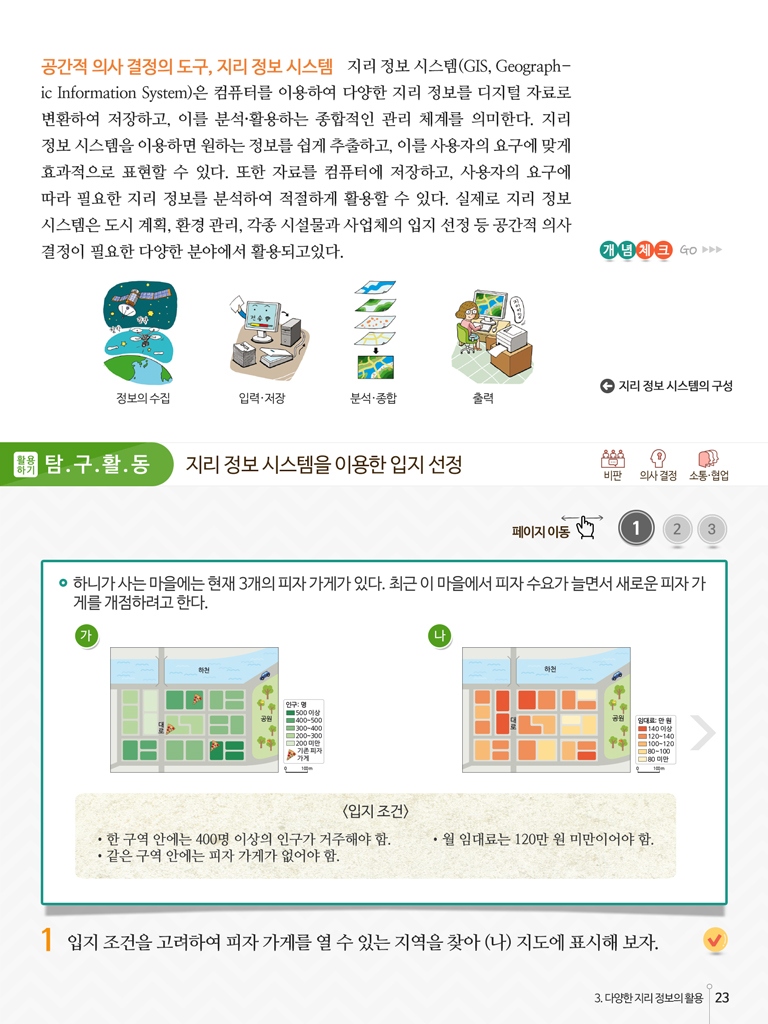 공간적 의사 결정의 도구, 지리 정보 시스템 지리 정보 시스템(GIS, Geograph-
ic Information System)은 컴퓨터를 이용하여 다양한 지리 정보를 디지털 자료로
변환하여 저장하고, 이를 분석·활용하는 종합적인 관리 체계를 의미한다. 지리
정보 시스템을 이용하면 원하는 정보를 쉽게 추출하고, 이를 사용자의 요구에 맞게
효과적으로 표현할 수 있다. 또한 자료를 컴퓨터에 저장하고, 사용자의 요구에
따라 필요한 지리 정보를 분석하여 적절하게 활용할 수 있다. 실제로 지리 정보
시스템은 도시 계획, 환경 관리, 각종 시설물과 사업체의 입지 선정 등 공간적 의사
결정이 필요한 다양한 분야에서 활용되고있다.
개념체크 GO
정보의 수집
입력·저장
분석·종합
출력
지리 정보 시스템의 구성
활용
하기
탐.구.활.동
지리 정보 시스템을 이용한 입지 선정
비판
의사 결정
소통·협업
페이지 이동
1
2
3
하니가 사는 마을에는 현재 3개의 피자 가게가 있다. 최근 이 마을에서 피자 수요가 늘면서 새로운 피자 가
게를 개점하려고 한다.
가
하천
대로
공원
인구: 명
500 이상
400~500
300~400
200~300
200 미만
기존 피자
가게
0 100m
나
하천
대로
공원
임대료: 만 원
140 이상
120~140
100~120
80~100
80 미만
0 100m
〈입지 조건〉
• 한 구역 안에는 400명 이상의 인구가 거주해야 함.
• 월 임대료는 120만 원 미만이어야 함.
• 같은 구역 안에는 피자 가게가 없어야 함.
1 입지 조건을 고려하여 피자 가게를 열 수 있는 지역을 찾아 (나) 지도에 표시해 보자.
3. 다양한 지리 정보의 활용 23